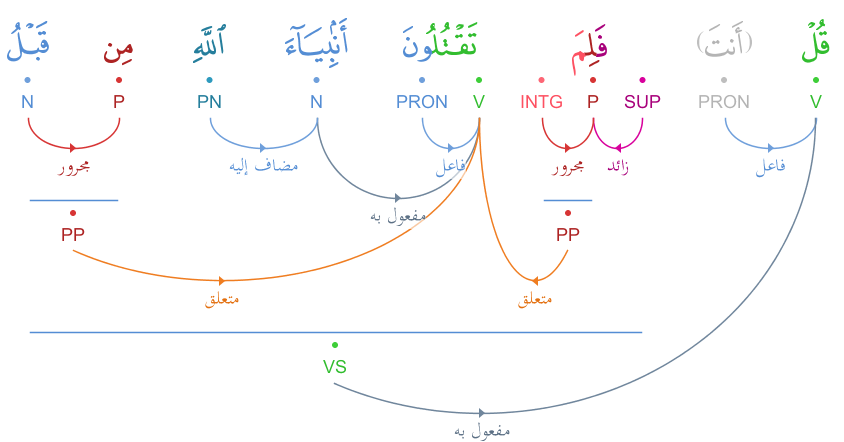 قُلْ (أَنتَ) فَلِمَ تَقْتُلُونَ أَنۢبِيَآءَ ٱللَّهِ مِن قَبْلُ
V PRON SUP P INTG V PRON N PN P N
فاعل زائد مجرور فاعل مضاف إليه مجرور
مفعول به
PP PP
متعلق متعلق
VS
مفعول به